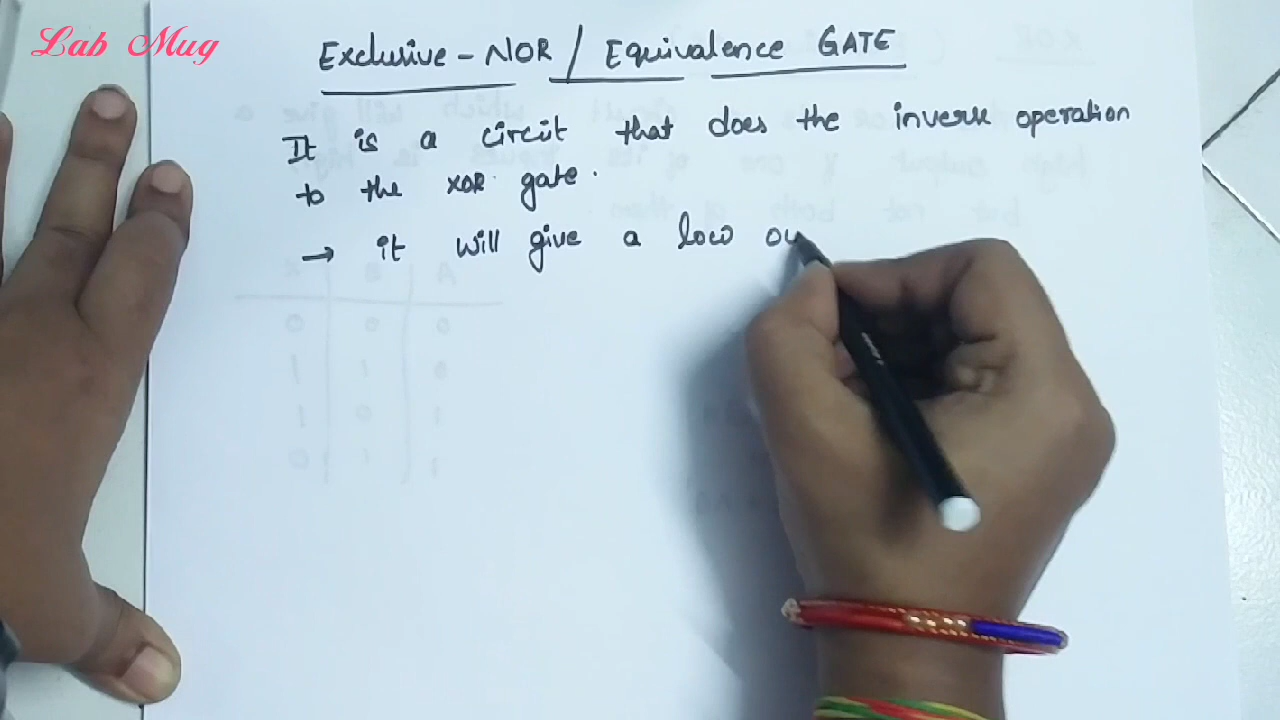 Lab Mug
Exclusive - NOR / Equivalence GATE
It is a circit that does the inverse operation
to the XOR gate.
→ it will give a low ou